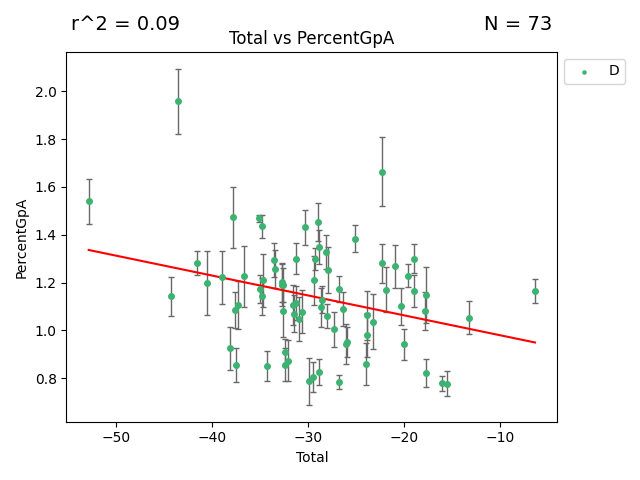 r^2 = 0.09
N = 73
Total vs PercentGpA
D
PercentGpA
2.0
1.8
1.6
1.4
1.2
1.0
0.8
−50
−40
−30
−20
−10
Total